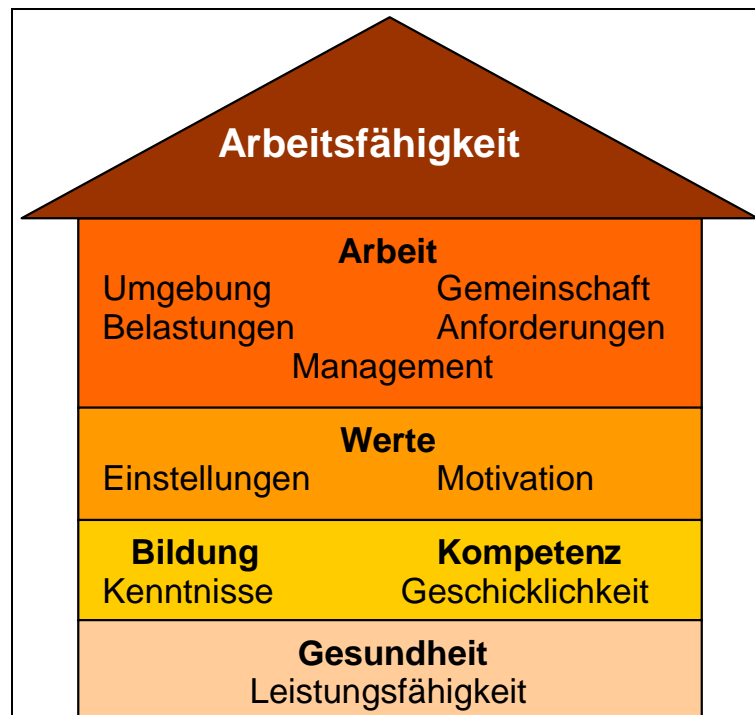 Arbeitsfähigkeit
Arbeit
Umgebung Gemeinschaft
Belastungen Anforderungen
Management
Werte
Einstellungen Motivation
Bildung Kompetenz
Kenntnisse Geschicklichkeit
Gesundheit
Leistungsfähigkeit